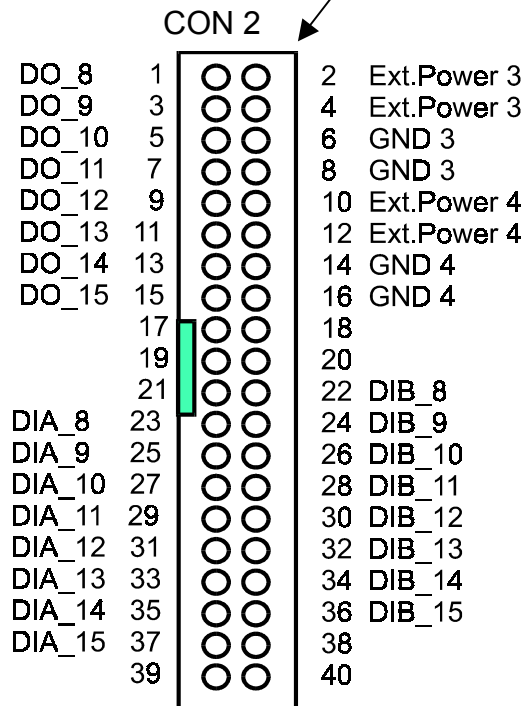 CON 2
DO_8 1 2 Ext.Power 3
DO_9 3 4 Ext.Power 3
DO_10 5 6 GND 3
DO_11 7 8 GND 3
DO_12 9 10 Ext.Power 4
DO_13 11 12 Ext.Power 4
DO_14 13 14 GND 4
DO_15 15 16 GND 4
17 18
19 20
21 22 DIB_8
DIA_8 23 24 DIB_9
DIA_9 25 26 DIB_10
DIA_10 27 28 DIB_11
DIA_11 29 30 DIB_12
DIA_12 31 32 DIB_13
DIA_13 33 34 DIB_14
DIA_14 35 36 DIB_15
DIA_15 37 38
39 40